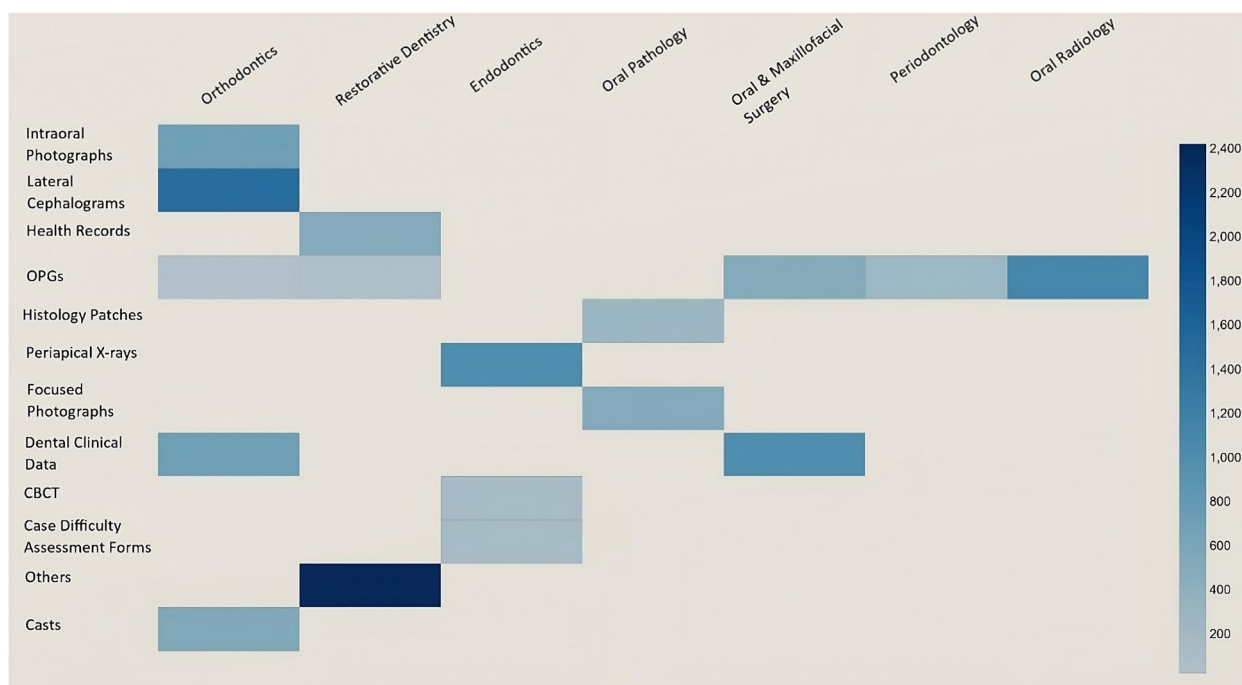 Orthodontics
Restorative Dentistry
Endodontics
Oral Pathology
Oral & Maxillofacial
Surgery
Periodontology
Oral Radiology
Intraoral
Photographs
Lateral
Cephalograms
Health Records
OPGs
Histology Patches
Periapical X-rays
Focused
Photographs
Dental Clinical
Data
CBCT
Case Difficulty
Assessment Forms
Others
Casts
2,400
2,200
2,000
1,800
1,600
1,400
1,200
1,000
800
600
400
200